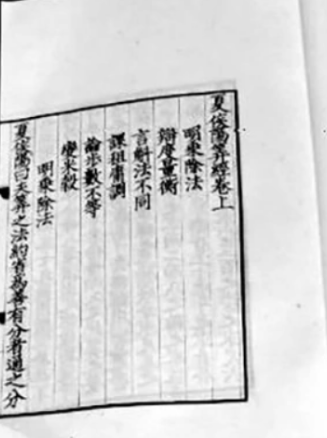 夏侯陽算經卷上
明乘除法
辯度量衡
言斛法不同
課租庸調
論步數不等
變米穀
明乘除法
夏侯陽曰夫算之法約省為善有分者通之分